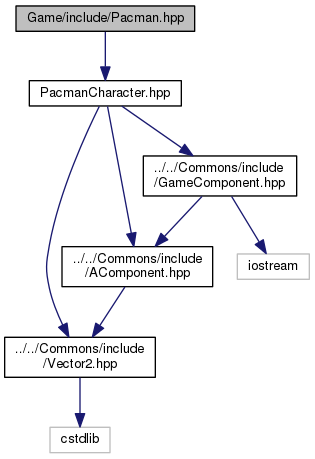 Game/include/Pacman.hpp
PacmanCharacter.hpp
../../Commons/include
/GameComponent.hpp
../../Commons/include
/AComponent.hpp
iostream
../../Commons/include
/Vector2.hpp
cstdlib